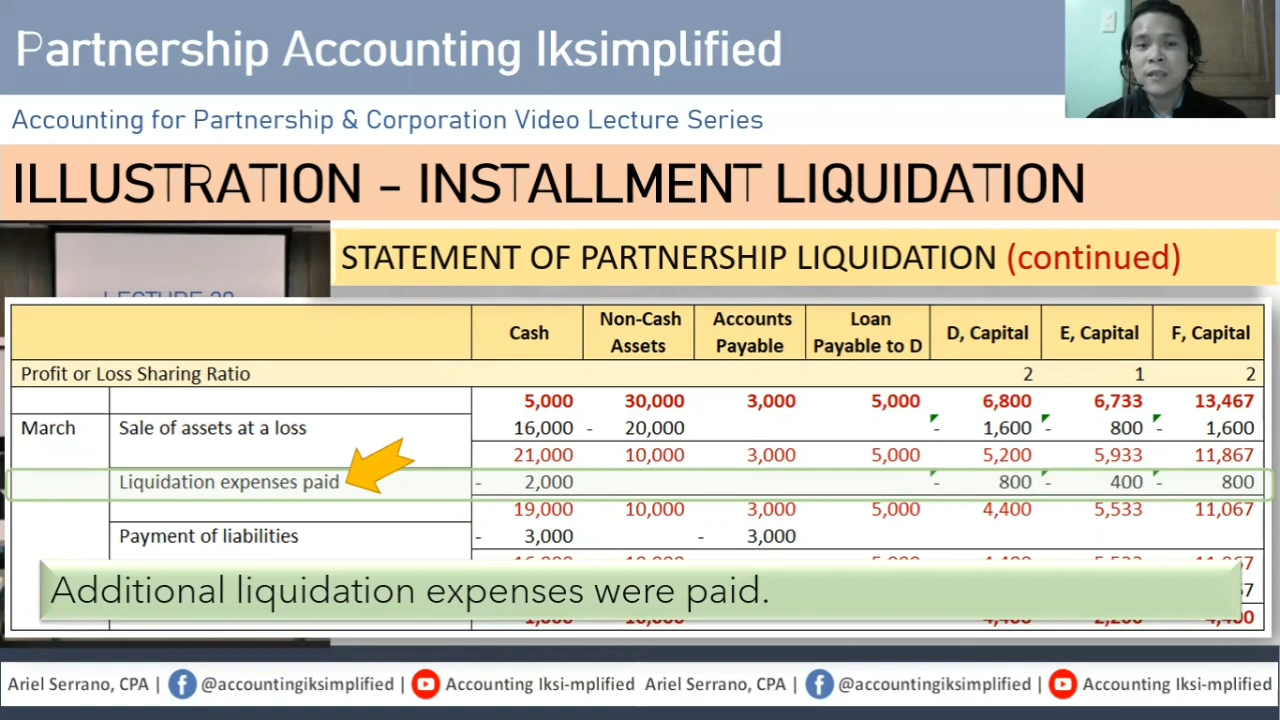 Partnership Accounting Iksimplified
Accounting for Partnership & Corporation Video Lecture Series
ILLUSTRATION – INSTALLMENT LIQUIDATION
STATEMENT OF PARTNERSHIP LIQUIDATION (continued)
Cash Non-Cash Assets Accounts Payable Loan Payable to D D, Capital E, Capital F, Capital
Profit or Loss Sharing Ratio 2 1 2
5,000 30,000 3,000 5,000 6,800 6,733 13,467
March Sale of assets at a loss 16,000 - 20,000 - 1,600 - 800 - 1,600
21,000 10,000 3,000 5,000 5,200 5,933 11,867
Liquidation expenses paid - 2,000 - 800 - 400 - 800
19,000 10,000 3,000 5,000 4,400 5,533 11,067
Payment of liabilities - 3,000 - 3,000
Additional liquidation expenses were paid.
Ariel Serrano, CPA | @accountingiksimplified | Accounting Iksi-mplified Ariel Serrano, CPA | @accountingiksimplified | Accounting Iksi-mplified